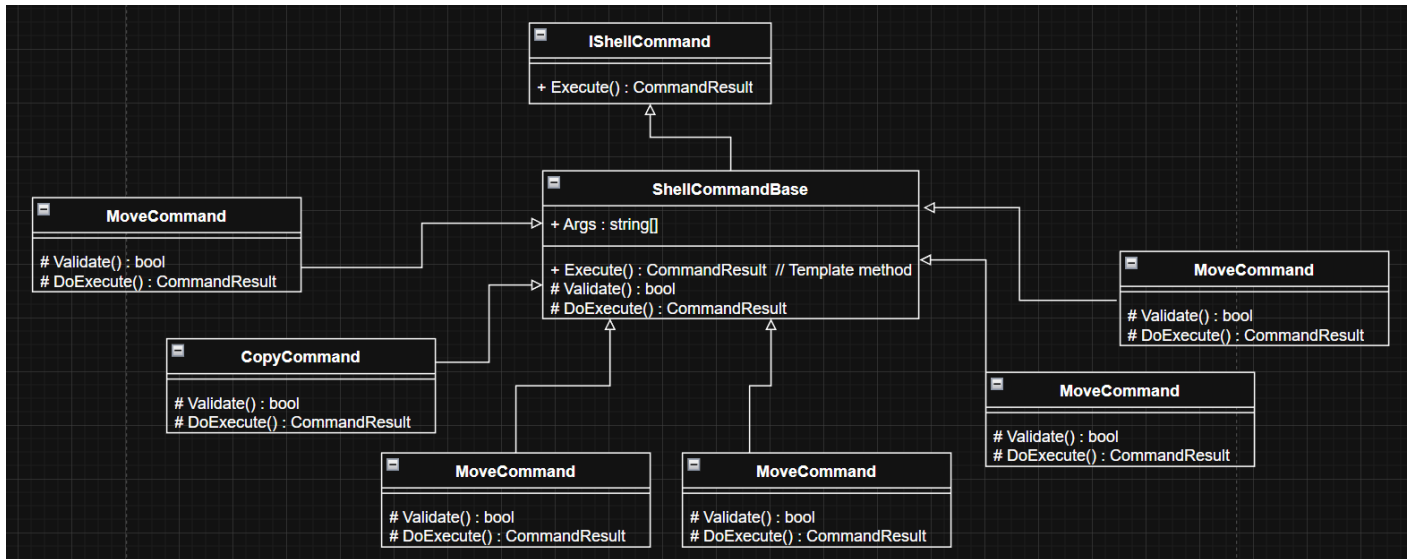 IShellCommand
+ Execute() : CommandResult
ShellCommandBase
+ Args : string[]
+ Execute() : CommandResult // Template method
# Validate() : bool
# DoExecute() : CommandResult
MoveCommand
# Validate() : bool
# DoExecute() : CommandResult
MoveCommand
# Validate() : bool
# DoExecute() : CommandResult
CopyCommand
# Validate() : bool
# DoExecute() : CommandResult
MoveCommand
# Validate() : bool
# DoExecute() : CommandResult
MoveCommand
# Validate() : bool
# DoExecute() : CommandResult
MoveCommand
# Validate() : bool
# DoExecute() : CommandResult